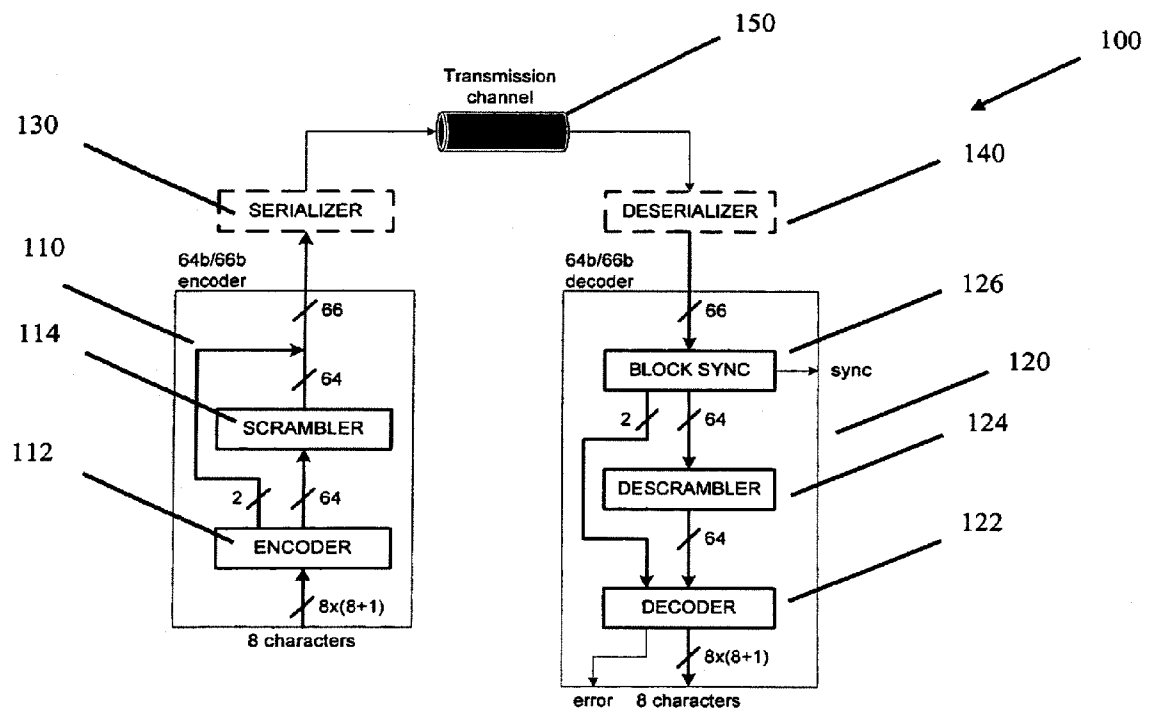 150
100
Transmission
channel
130
140
SERIALIZER
DESERIALIZER
110
64b/66b
encoder
64b/66b
decoder
126
66
66
114
BLOCK SYNC
sync
120
64
2
64
124
SCRAMBLER
112
DESCRAMBLER
2
64
122
64
ENCODER
DECODER
8x(8+1)
8 characters
8x(8+1)
error
8 characters